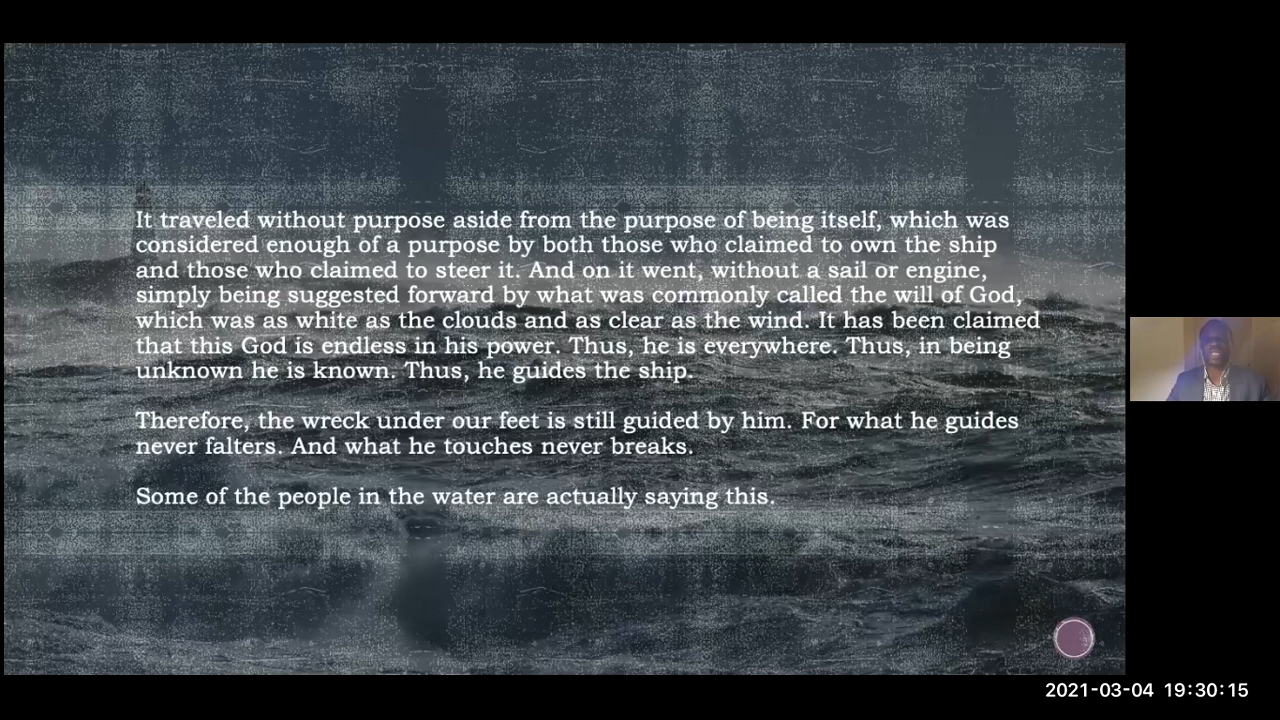 It traveled without purpose aside from the purpose of being itself, which was
considered enough of a purpose by both those who claimed to own the ship
and those who claimed to steer it. And on it went, without a sail or engine,
simply being suggested forward by what was commonly called the will of God,
which was as white as the clouds and as clear as the wind. It has been claimed
that this God is endless in his power. Thus, he is everywhere. Thus, in being
unknown he is known. Thus, he guides the ship.
Therefore, the wreck under our feet is still guided by him. For what he guides
never falters. And what he touches never breaks.
Some of the people in the water are actually saying this.
2021-03-04 19:30:15